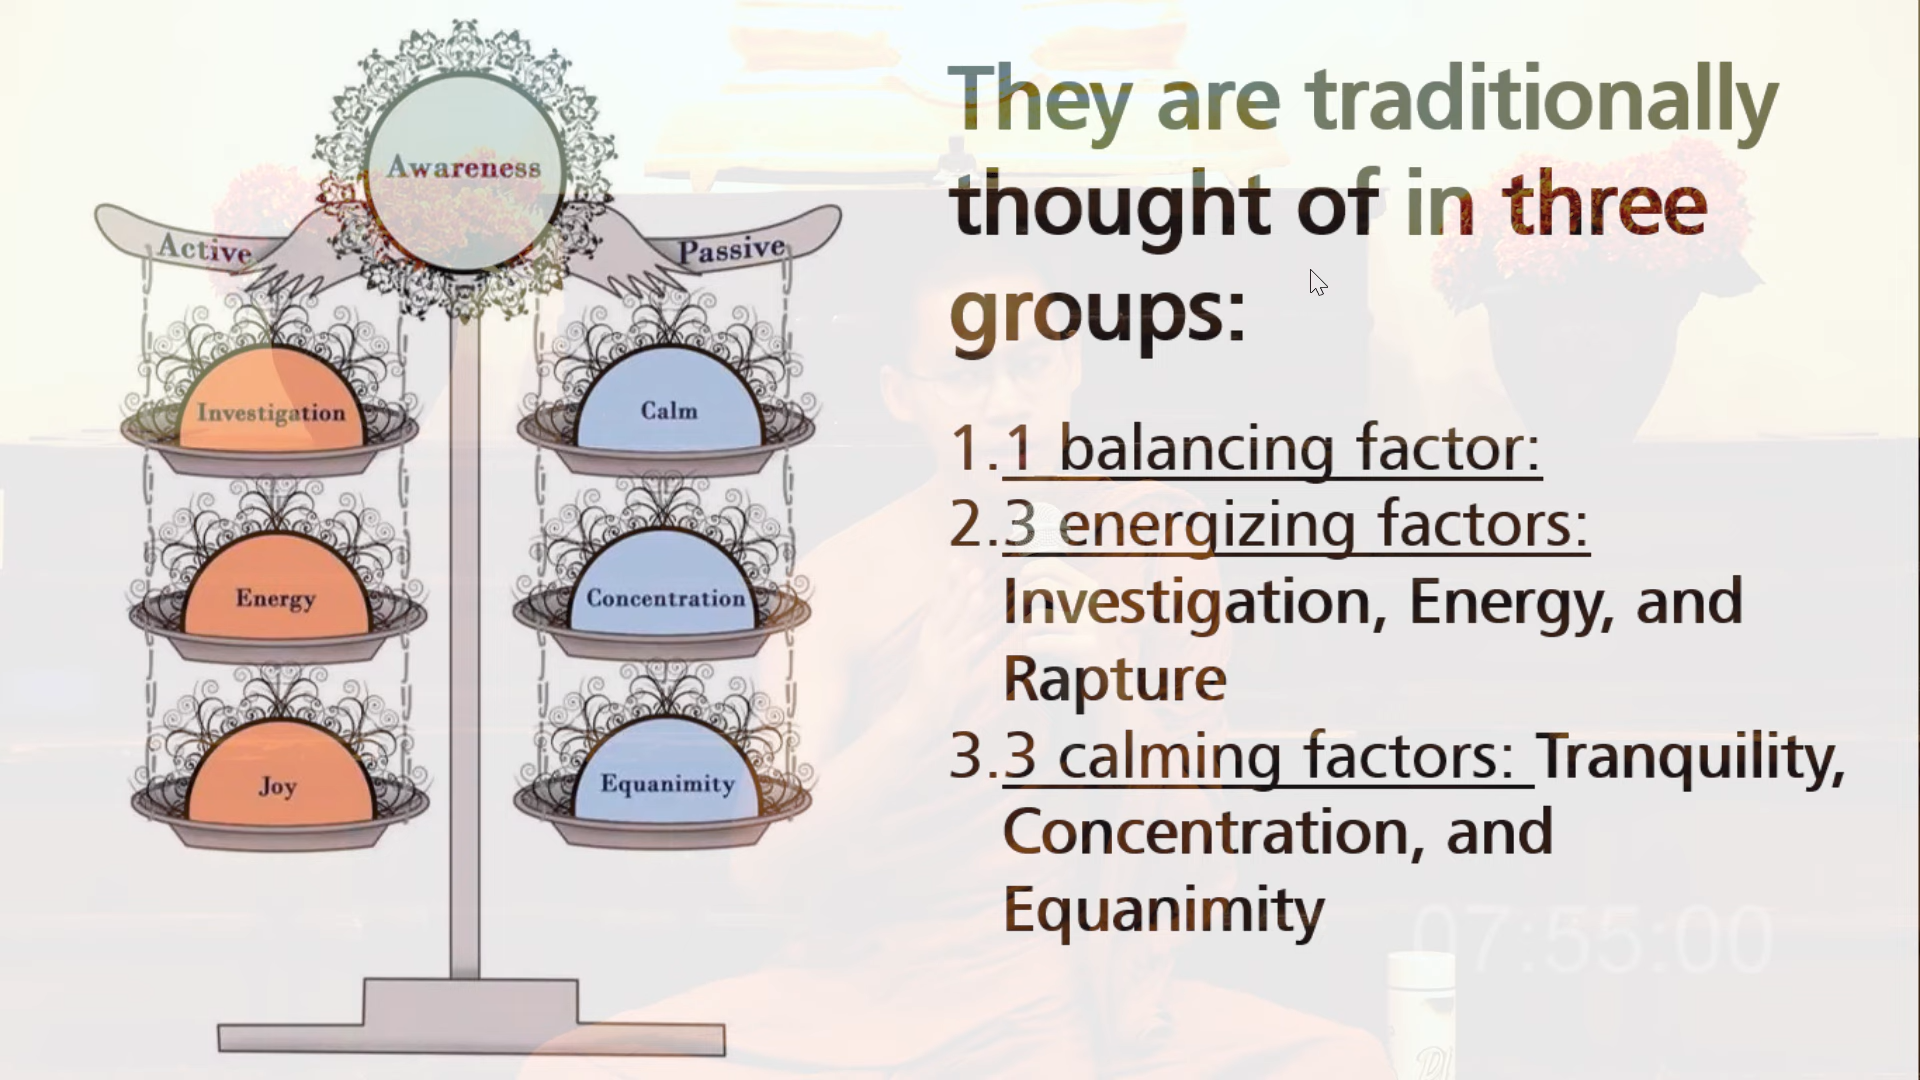 Awareness
Active
Passive
Investigation
Calm
Energy
Concentration
Joy
Equanimity
They are traditionally
thought of in three
groups:
1.1 balancing factor:
2.3 energizing factors:
Investigation, Energy, and
Rapture
3.3 calming factors: Tranquility,
Concentration, and
Equanimity
07:55:00